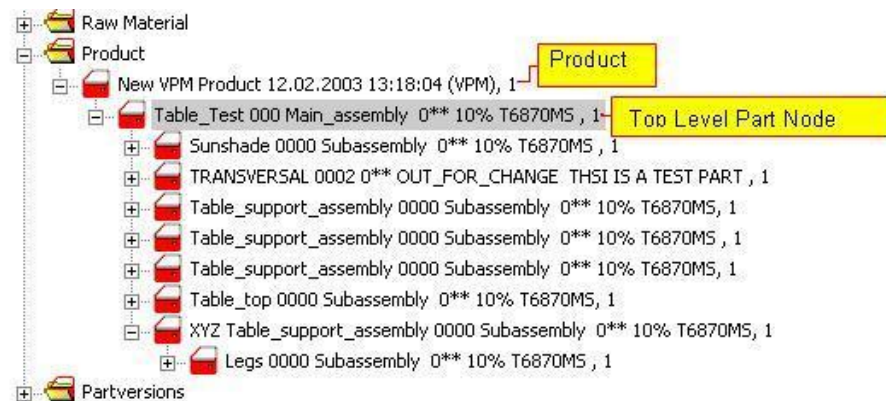 Raw Material
Product
Product
New VPM Product 12.02.2003 13:18:04 (VPM), 1
Table_Test 000 Main_assembly 0** 10% T6870MS , 1
Top Level Part Node
Sunshade 0000 Subassembly 0** 10% T6870MS , 1
TRANSVERSAL 0002 0** OUT_FOR_CHANGE THSI IS A TEST PART , 1
Table_support_assembly 0000 Subassembly 0** 10% T6870MS, 1
Table_support_assembly 0000 Subassembly 0** 10% T6870MS , 1
Table_support_assembly 0000 Subassembly 0** 10% T6870MS, 1
Table_top 0000 Subassembly 0** 10% T6870MS, 1
XYZ Table_support_assembly 0000 Subassembly 0** 10% T6870MS, 1
Legs 0000 Subassembly 0** 10% T6870MS , 1
Partversions